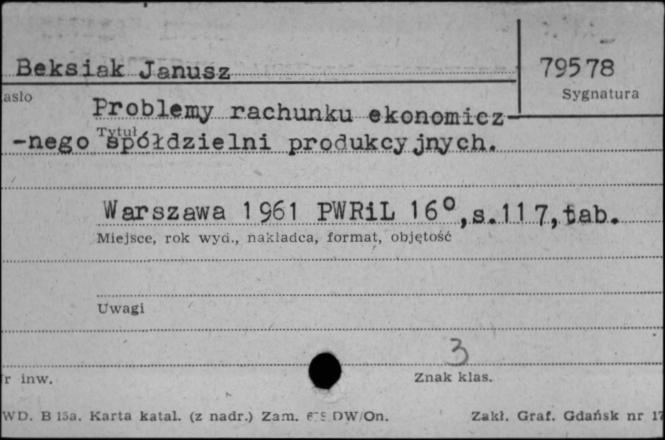 Beksiak Janusz
79578
asło
Sygnatura
Problemy rachunku ekonomicz-
-nego spółdzielni produkcyjnych.
Tytuł
Warszawa 1961 PWRiL 16°, s.117, tab.
Miejsce, rok wyd., nakładca, format, objętość
Uwagi
3
r inw.
Znak klas.
WD. B 15a. Karta katal. (z nadr.) Zam. DW/On.
Zakł. Graf. Gdańsk nr 17